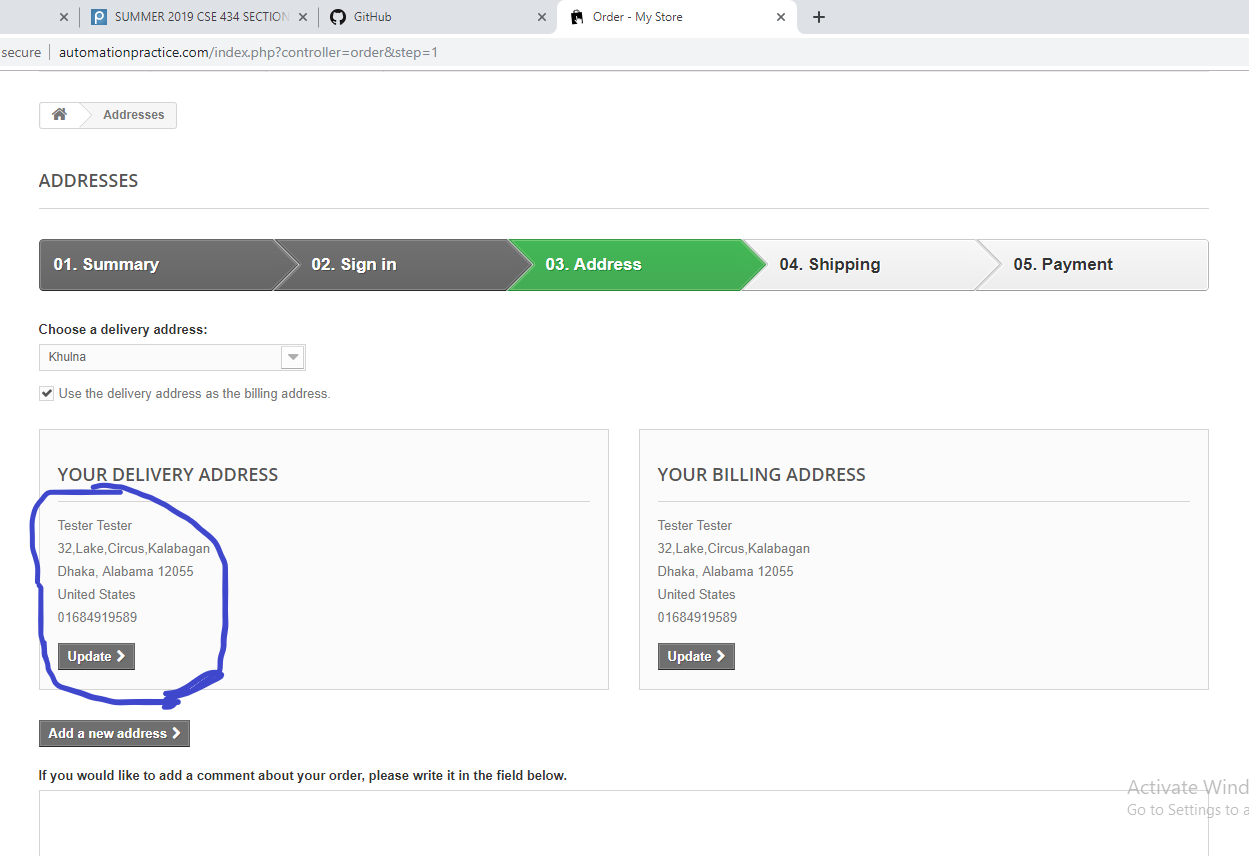 SUMMER 2019 CSE 434 SECTION
GitHub
Order - My Store
secure
automationpractice.com/index.php?controller=order&step=1
Addresses
ADDRESSES
01. Summary
02. Sign in
03. Address
04. Shipping
05. Payment
Choose a delivery address:
Khulna
Use the delivery address as the billing address.
YOUR DELIVERY ADDRESS
Tester Tester
32,Lake,Circus,Kalabagan
Dhaka, Alabama 12055
United States
01684919589
Update
YOUR BILLING ADDRESS
Tester Tester
32,Lake,Circus,Kalabagan
Dhaka, Alabama 12055
United States
01684919589
Update
Add a new address
If you would like to add a comment about your order, please write it in the field below.
Activate Wind
Go to Settings to a